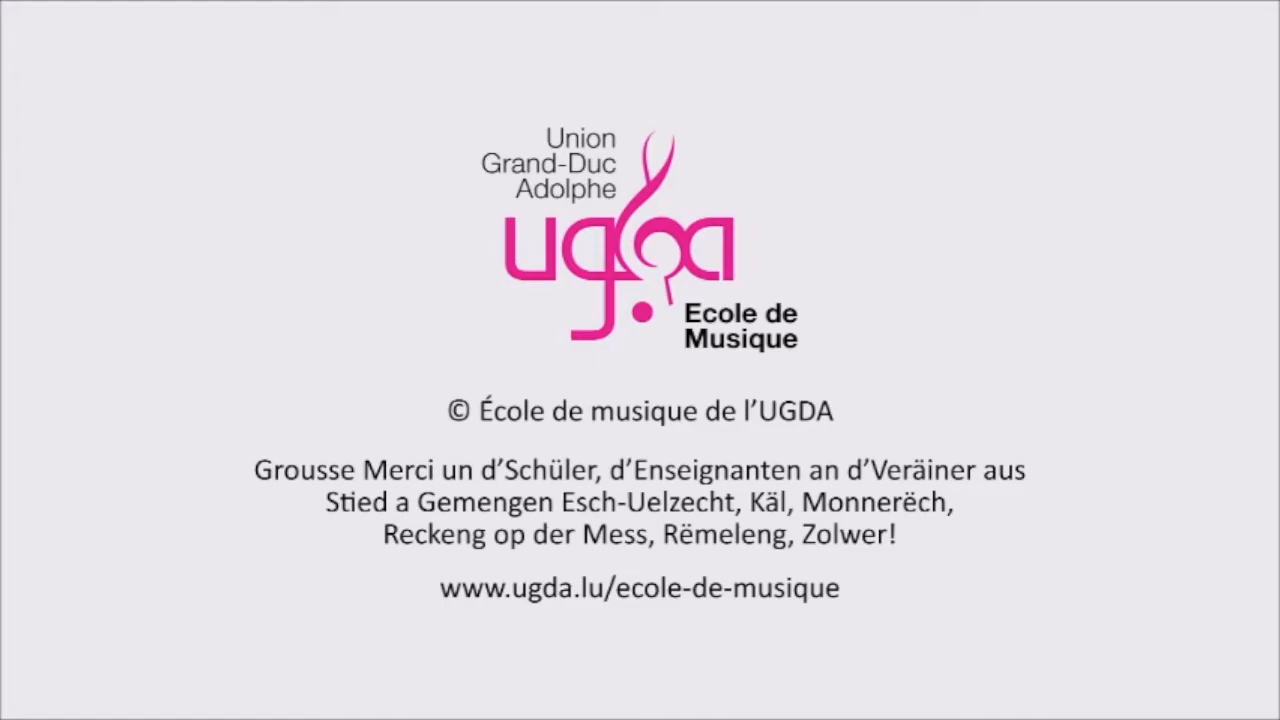 Union
Grand-Duc
Adolphe
ugda
Ecole de
Musique
© École de musique de l’UGDA
Grousse Merci un d’Schüler, d’Enseignanten an d’Veräiner aus
Stied a Gemengen Esch-Uelzecht, Käl, Monnerëch,
Reckeng op der Mess, Rëmeleng, Zolwer!
www.ugda.lu/ecole-de-musique